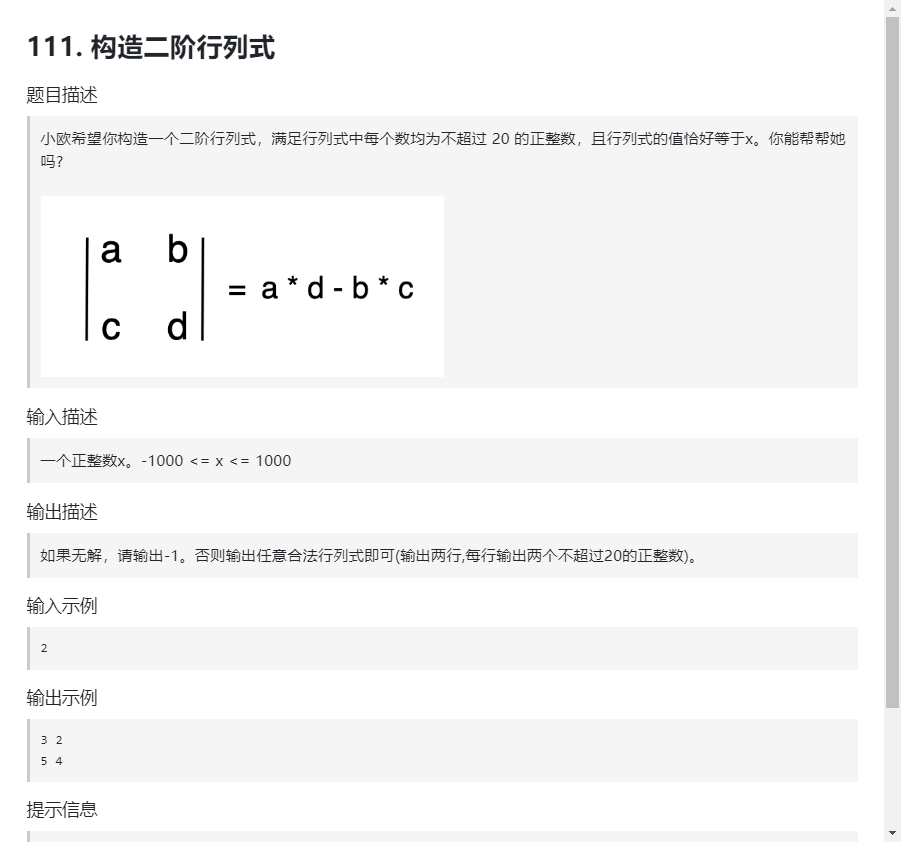 111. 构造二阶行列式
题目描述
小欧希望你构造一个二阶行列式，满足行列式中每个数均为不超过 20 的正整数，且行列式的值恰好等于x。你能帮帮她
吗?
a b
= a * d - b * c
c d
输入描述
一个正整数x。-1000 <= x <= 1000
输出描述
如果无解，请输出-1。否则输出任意合法行列式即可(输出两行,每行输出两个不超过20的正整数)。
输入示例
2
输出示例
3 2
5 4
提示信息